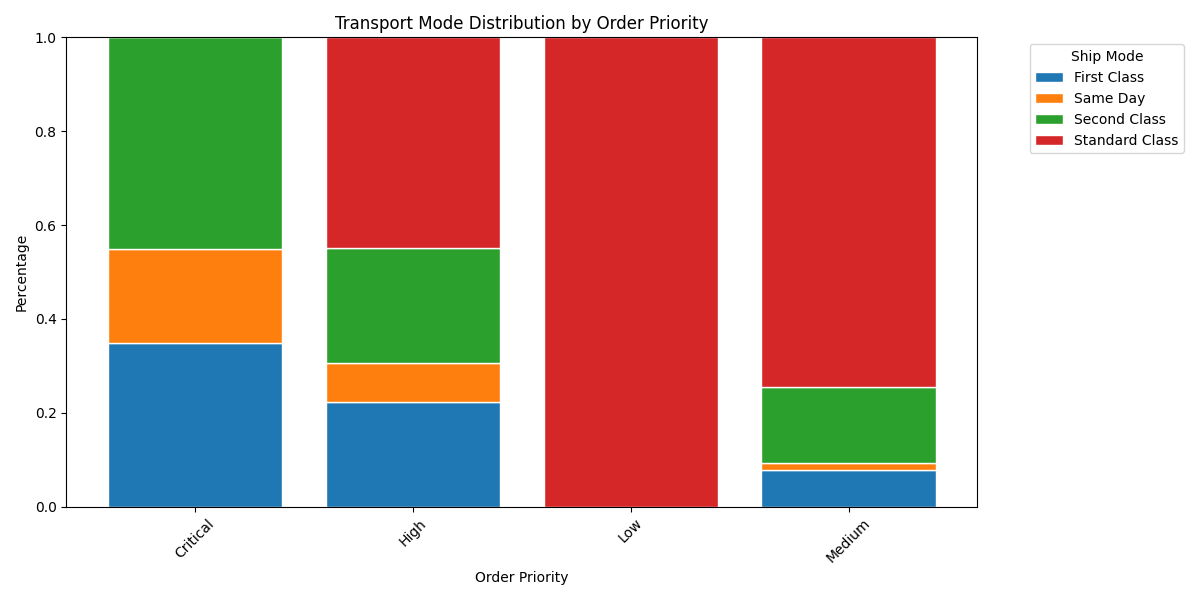 Transport Mode Distribution by Order Priority
Ship Mode
First Class
Same Day
Second Class
Standard Class
Percentage
1.0
0.8
0.6
0.4
0.2
0.0
Critical
High
Low
Medium
Order Priority